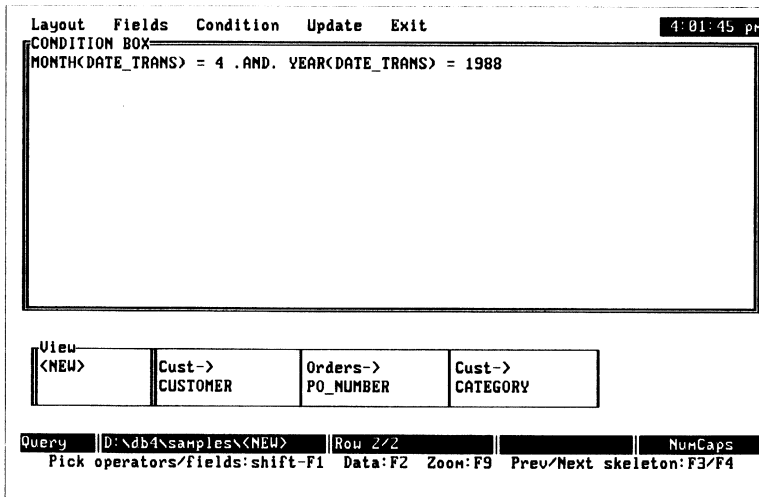 Layout Fields Condition Update Exit 4:01:45 pm
CONDITION BOX
MONTH(DATE_TRANS) = 4 .AND. YEAR(DATE_TRANS) = 1988
View
<NEW> Cust-> Orders-> Cust->
CUSTOMER PO_NUMBER CATEGORY
Query D:\db4\samples\<NEW> Row 2/2 NumCaps
Pick operators/fields:shift-F1 Data:F2 Zoom:F9 Prev/Next skeleton:F3/F4